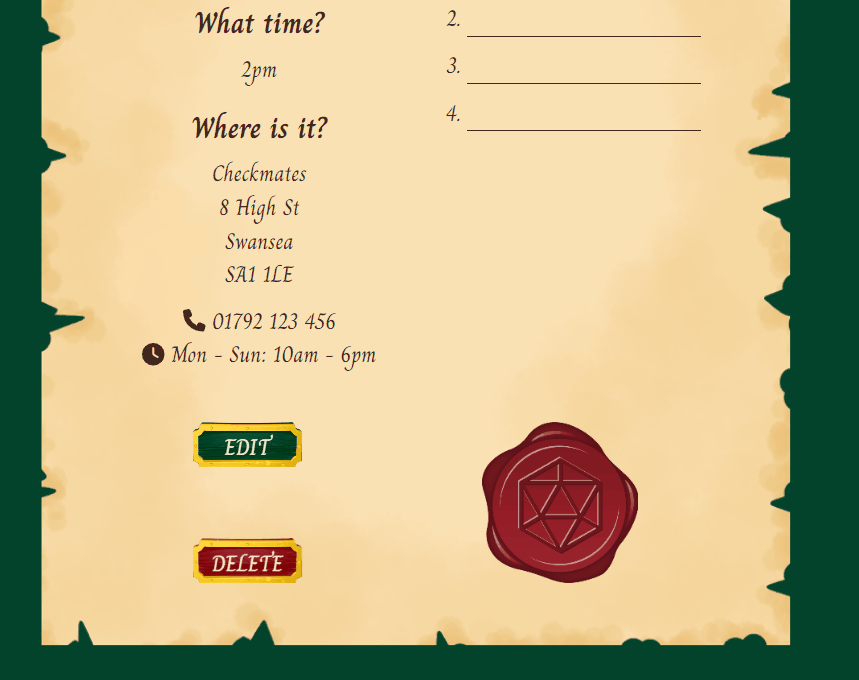 What time?
2pm
Where is it?
Checkmates
8 High St
Swansea
SA1 1LE
01792 123 456
Mon - Sun: 10am - 6pm
2.
3.
4.
EDIT
DELETE